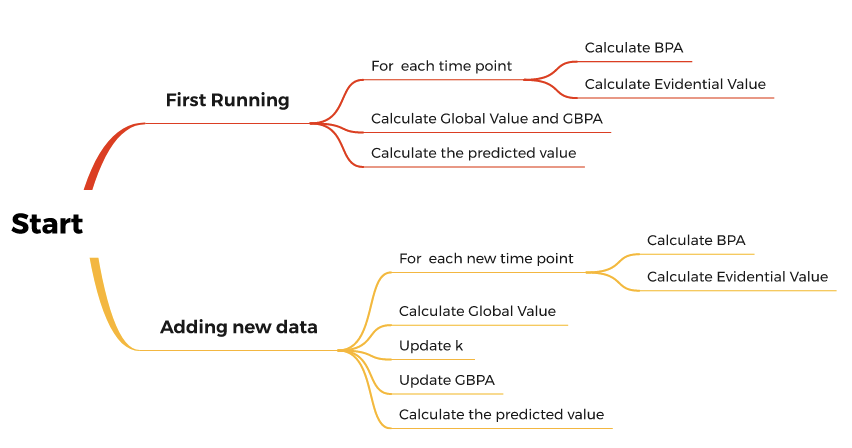 Start
First Running
For each time point
Calculate BPA
Calculate Evidential Value
Calculate Global Value and GBPA
Calculate the predicted value
Adding new data
For each new time point
Calculate BPA
Calculate Evidential Value
Calculate Global Value
Update k
Update GBPA
Calculate the predicted value